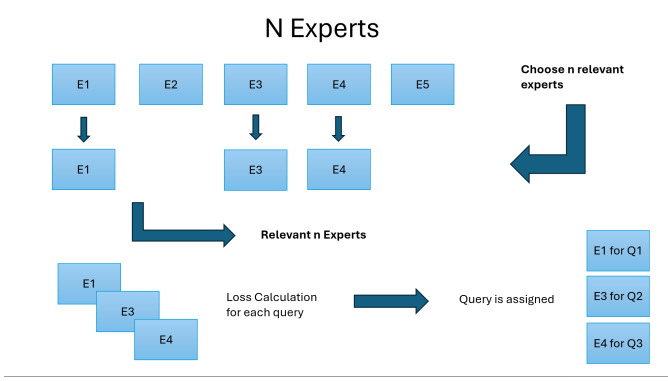 N Experts
E1 E2 E3 E4 E5
Choose n relevant
experts
E1 E3 E4
Relevant n Experts
E1
E3
E4
Loss Calculation
for each query
Query is assigned
E1 for Q1
E3 for Q2
E4 for Q3